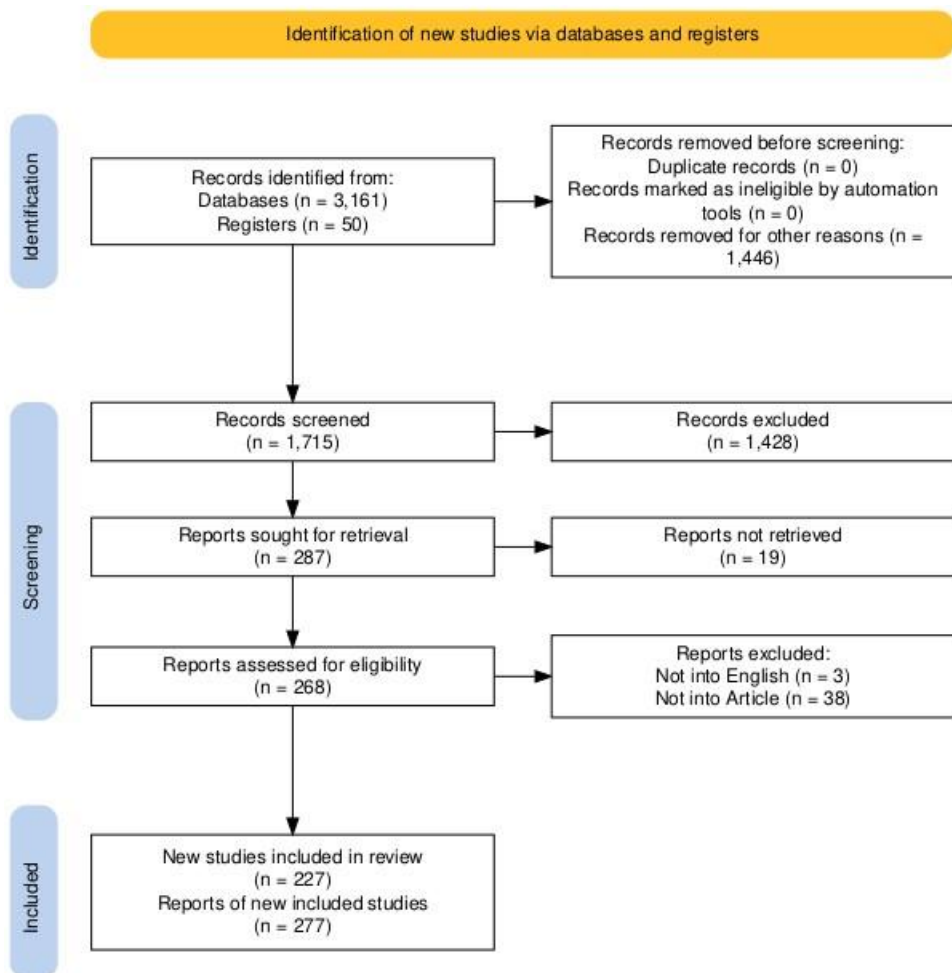 Identification of new studies via databases and registers
Identification
Records identified from:
Databases (n = 3,161)
Registers (n = 50)
Records removed before screening:
Duplicate records (n = 0)
Records marked as ineligible by automation
tools (n = 0)
Records removed for other reasons (n =
1,446)
Screening
Records screened
(n = 1,715)
Records excluded
(n = 1,428)
Reports sought for retrieval
(n = 287)
Reports not retrieved
(n = 19)
Reports assessed for eligibility
(n = 268)
Reports excluded:
Not into English (n = 3)
Not into Article (n = 38)
Included
New studies included in review
(n = 227)
Reports of new included studies
(n = 277)